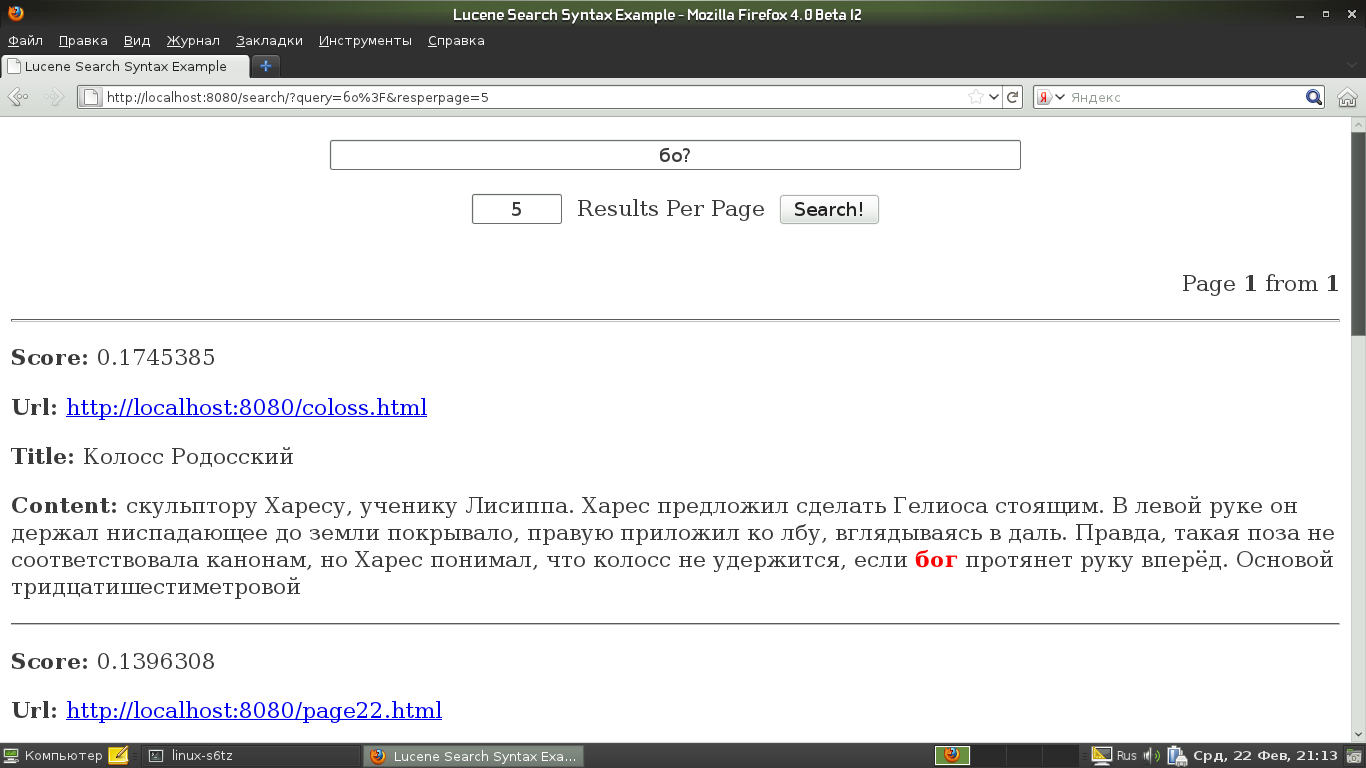 Lucene Search Syntax Example - Mozilla Firefox 4.0 Beta 12
Файл Правка Вид Журнал Закладки Инструменты Справка
Lucene Search Syntax Example
http://localhost:8080/search/?query=бо%3F&resperpage=5
Яндекс
бо?
5 Results Per Page Search!
Page 1 from 1
Score: 0.1745385
Url: http://localhost:8080/coloss.html
Title: Колосс Родосский
Content: скульптору Харесу, ученику Лисиппа. Харес предложил сделать Гелиоса стоящим. В левой руке он
держал ниспадающее до земли покрывало, правую приложил ко лбу, вглядываясь в даль. Правда, такая поза не
соответствовала канонам, но Харес понимал, что колосс не удержится, если бог протянет руку вперёд. Основой
тридцатишестиметровой
Score: 0.1396308
Url: http://localhost:8080/page22.html
Компьютер linux-s6tz Lucene Search Syntax Exa... Rus Срд, 22 Фев, 21:13